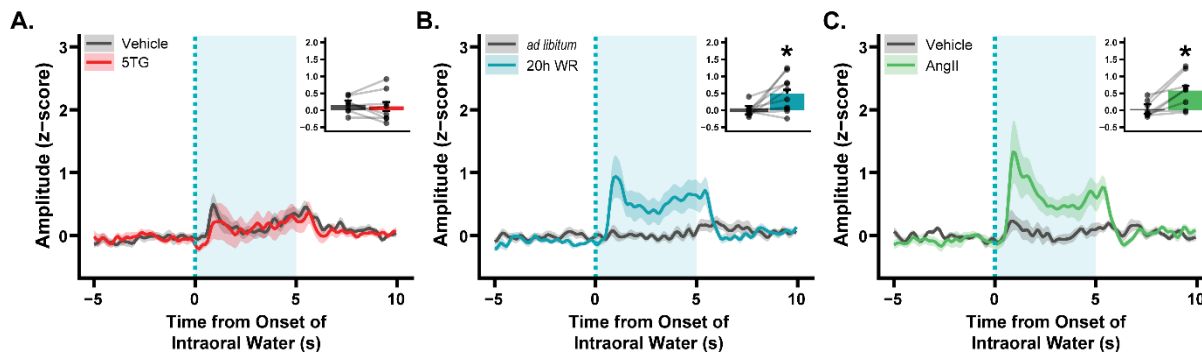 A.
Vehicle
5TG
Amplitude (z-score)
3
2
1
0
-5
0
5
10
Time from Onset of
Intraoral Water (s)
2.0
1.5
1.0
0.5
0.0
-0.5
B.
ad libitum
20h WR
*
Amplitude (z-score)
3
2
1
0
-5
0
5
10
Time from Onset of
Intraoral Water (s)
2.0
1.5
1.0
0.5
0.0
-0.5
C.
Vehicle
AngII
*
Amplitude (z-score)
3
2
1
0
-5
0
5
10
Time from Onset of
Intraoral Water (s)
2.0
1.5
1.0
0.5
0.0
-0.5